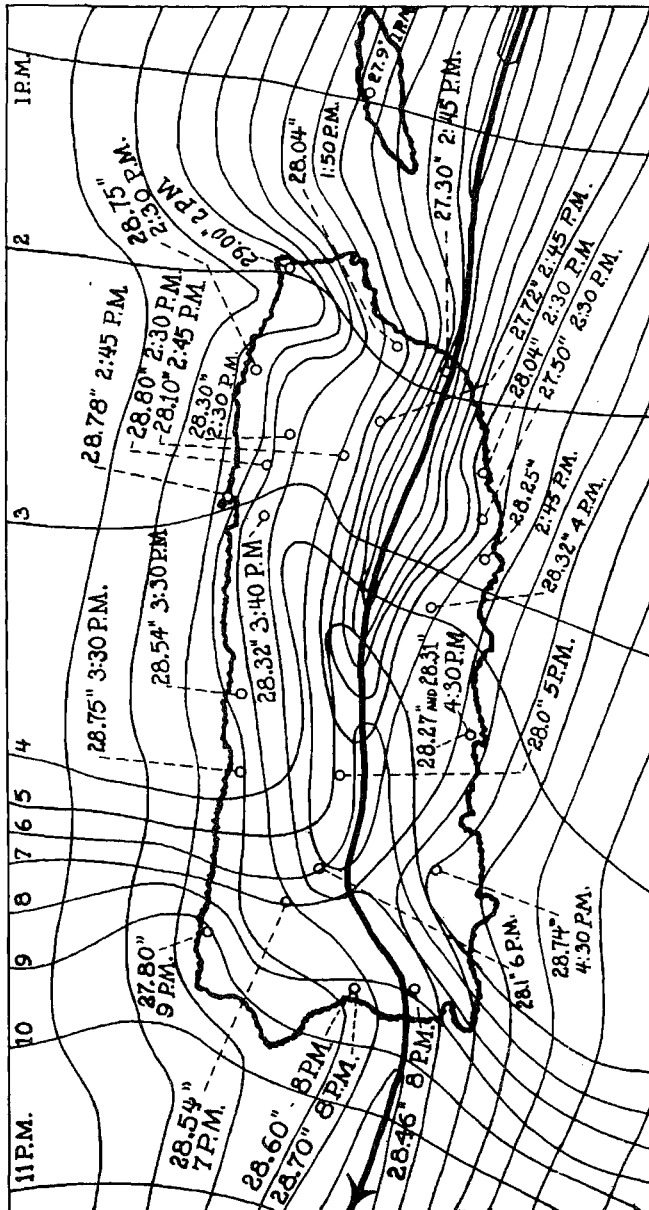 1 P.M.
2
3
4
5
6
7
8
9
10
11 P.M.
27.9" 1 P.M.
28.04"
1:50 P.M.
27.30" 2:45 P.M.
29.00" 2 P.M.
28.75"
2:30 P.M.
28.80" 2:30 P.M.
28.10" 2:45 P.M.
28.30"
2:30 P.M.
28.78" 2:45 P.M.
27.72" 2:45 P.M.
28.04" 2:30 P.M.
27.50" 2:30 P.M.
28.25"
2:45 P.M.
28.32" 4 P.M.
28.32" 3:40 P.M.
28.54" 3:30 P.M.
28.75" 3:30 P.M.
28.27" AND 28.31"
4:30 P.M.
28.0" 5 P.M.
28.74"
4:30 P.M.
28.1" 6 P.M.
27.80"
9 P.M.
28.54"
7 P.M.
28.60" 8 P.M.
28.70" 8 P.M.
28.46" 8 P.M.